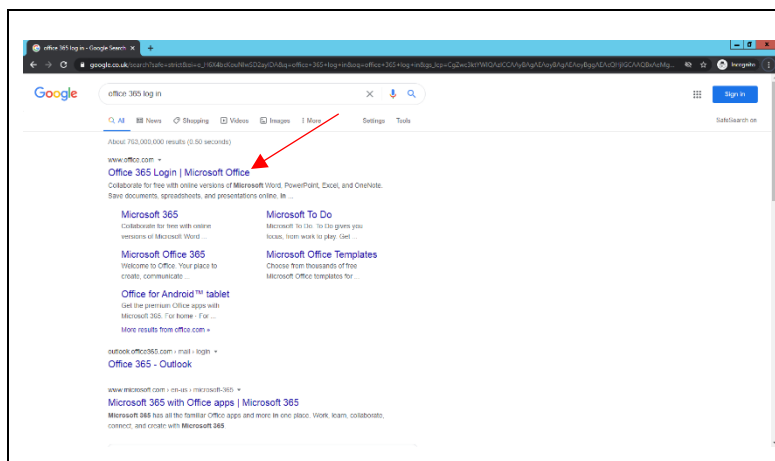 office 365 log in - Google Search
google.co.uk
Incognito
Google
office 365 log in
Sign in
All News Shopping Videos Images More Settings Tools
SafeSearch on
About 763,000,000 results (0.50 seconds)
www.office.com
Office 365 Login | Microsoft Office
Collaborate for free with online versions of Microsoft Word, PowerPoint, Excel, and OneNote.
Save documents, spreadsheets, and presentations online, in ...
Microsoft 365
Collaborate for free with online
versions of Microsoft Word ...
Microsoft To Do
Microsoft To Do. To Do gives you
focus, from work to play. Get ...
Microsoft Office 365
Welcome to Office. Your place to
create, communicate ...
Microsoft Office Templates
Choose from thousands of free
Microsoft Office templates for ...
Office for Android™ tablet
Get the premium Office apps with
Microsoft 365. For home - For ...
More results from office.com »
outlook.office365.com › mail › login
Office 365 - Outlook
www.microsoft.com › en-us › microsoft-365
Microsoft 365 with Office apps | Microsoft 365
Microsoft 365 has all the familiar Office apps and more in one place. Work, learn, collaborate,
connect, and create with Microsoft 365